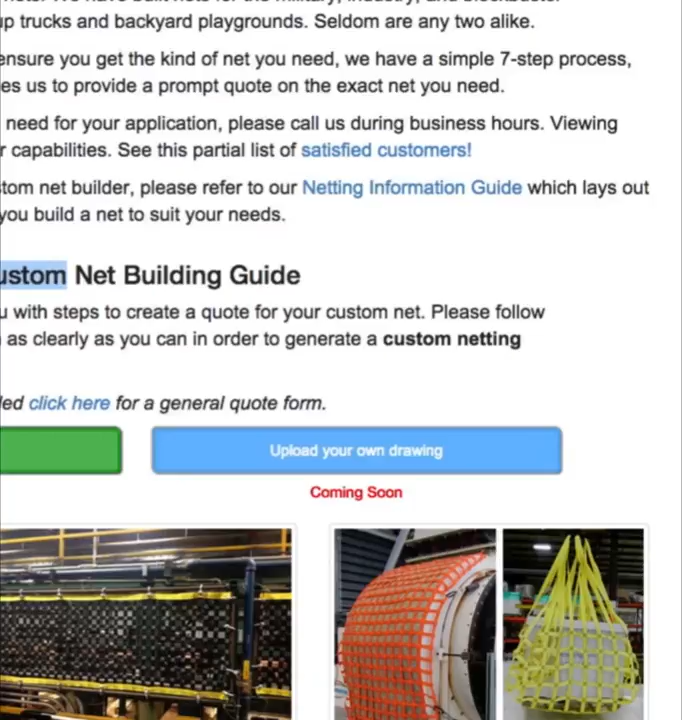 up trucks and backyard playgrounds. Seldom are any two alike.
ensure you get the kind of net you need, we have a simple 7-step process,
es us to provide a prompt quote on the exact net you need.
need for your application, please call us during business hours. Viewing
r capabilities. See this partial list of satisfied customers!
tom net builder, please refer to our Netting Information Guide which lays out
you build a net to suit your needs.
ustom Net Building Guide
u with steps to create a quote for your custom net. Please follow
as clearly as you can in order to generate a custom netting
led click here for a general quote form.
Upload your own drawing
Coming Soon